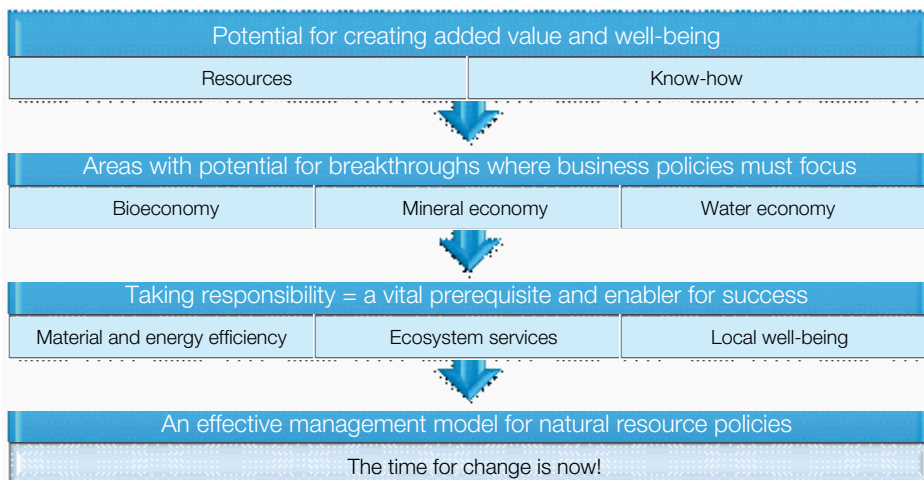 Potential for creating added value and well-being
Resources
Know-how
Areas with potential for breakthroughs where business policies must focus
Bioeconomy
Mineral economy
Water economy
Taking responsibility = a vital prerequisite and enabler for success
Material and energy efficiency
Ecosystem services
Local well-being
An effective management model for natural resource policies
The time for change is now!